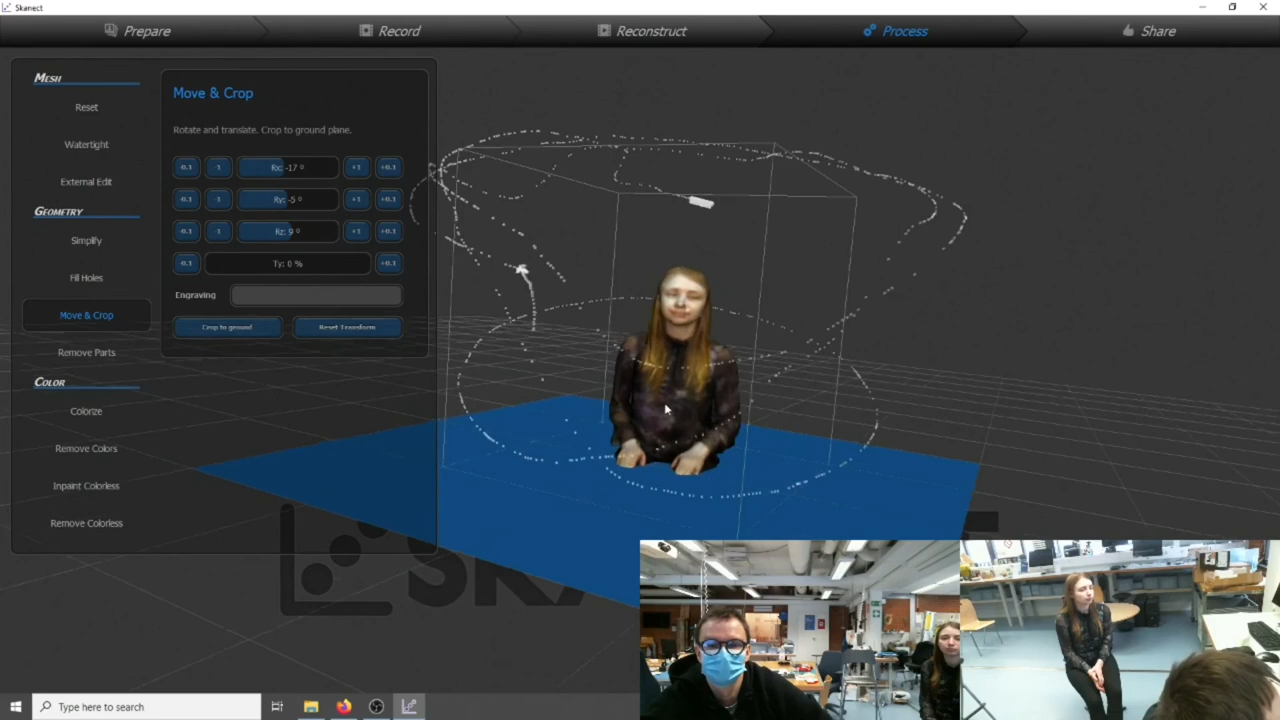 Skanect
Prepare
Record
Reconstruct
Process
Share
Mesh
Reset
Watertight
External Edit
Geometry
Simplify
Fill Holes
Move & Crop
Remove Parts
Color
Colorize
Remove Colors
Inpaint Colorless
Remove Colorless
Move & Crop
Rotate and translate. Crop to ground plane.
-0.1 -1 Rx: -17 ° +1 +0.1
-0.1 -1 Ry: -5 ° +1 +0.1
-0.1 -1 Rz: 9 ° +1 +0.1
-0.1 Ty: 0 % +0.1
Engraving
Crop to ground Reset Transform
SKA
Type here to search